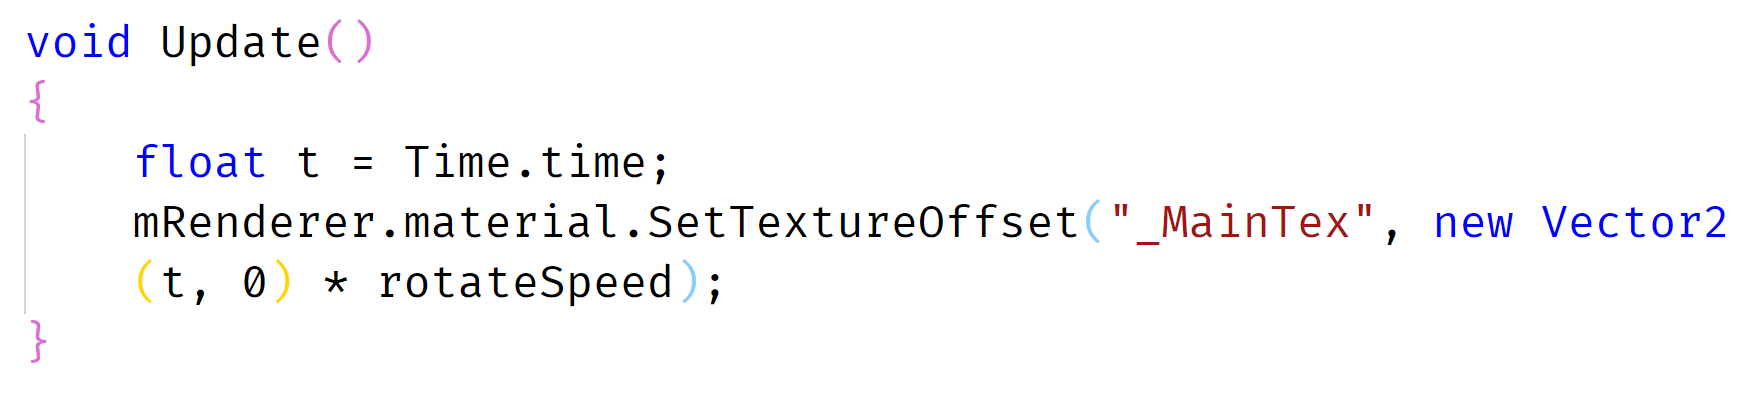 void Update()
{
    float t = Time.time;
    mRenderer.material.SetTextureOffset("_MainTex", new Vector2
    (t, 0) * rotateSpeed);
}